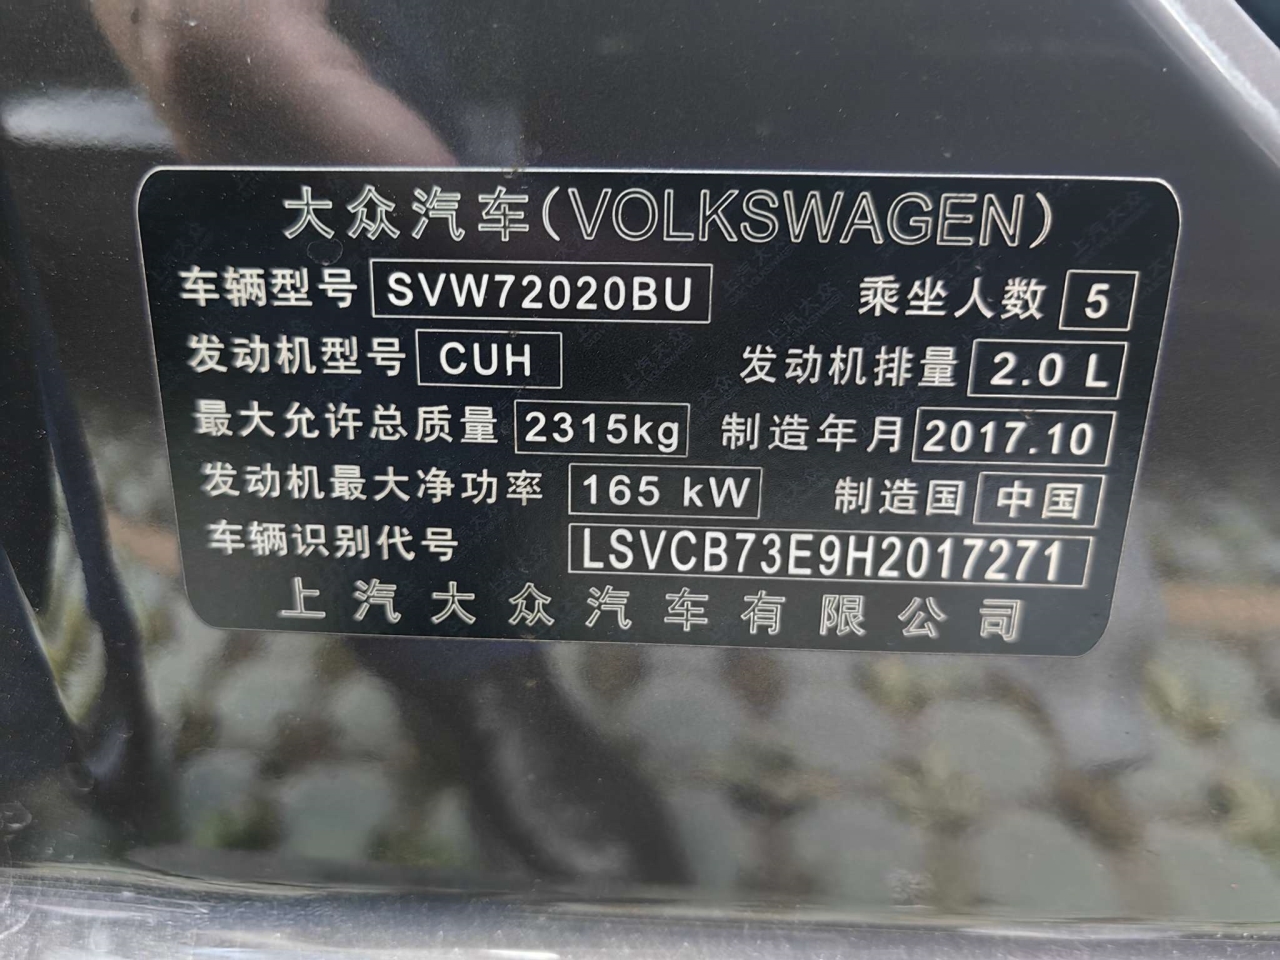 大众汽车(VOLKSWAGEN)
车辆型号 SVW72020BU 乘坐人数 5
发动机型号 CUH 发动机排量 2.0 L
最大允许总质量 2315kg 制造年月 2017.10
发动机最大净功率 165 kW 制造国 中国
车辆识别代号 LSVCB73E9H2017271
上汽大众汽车有限公司